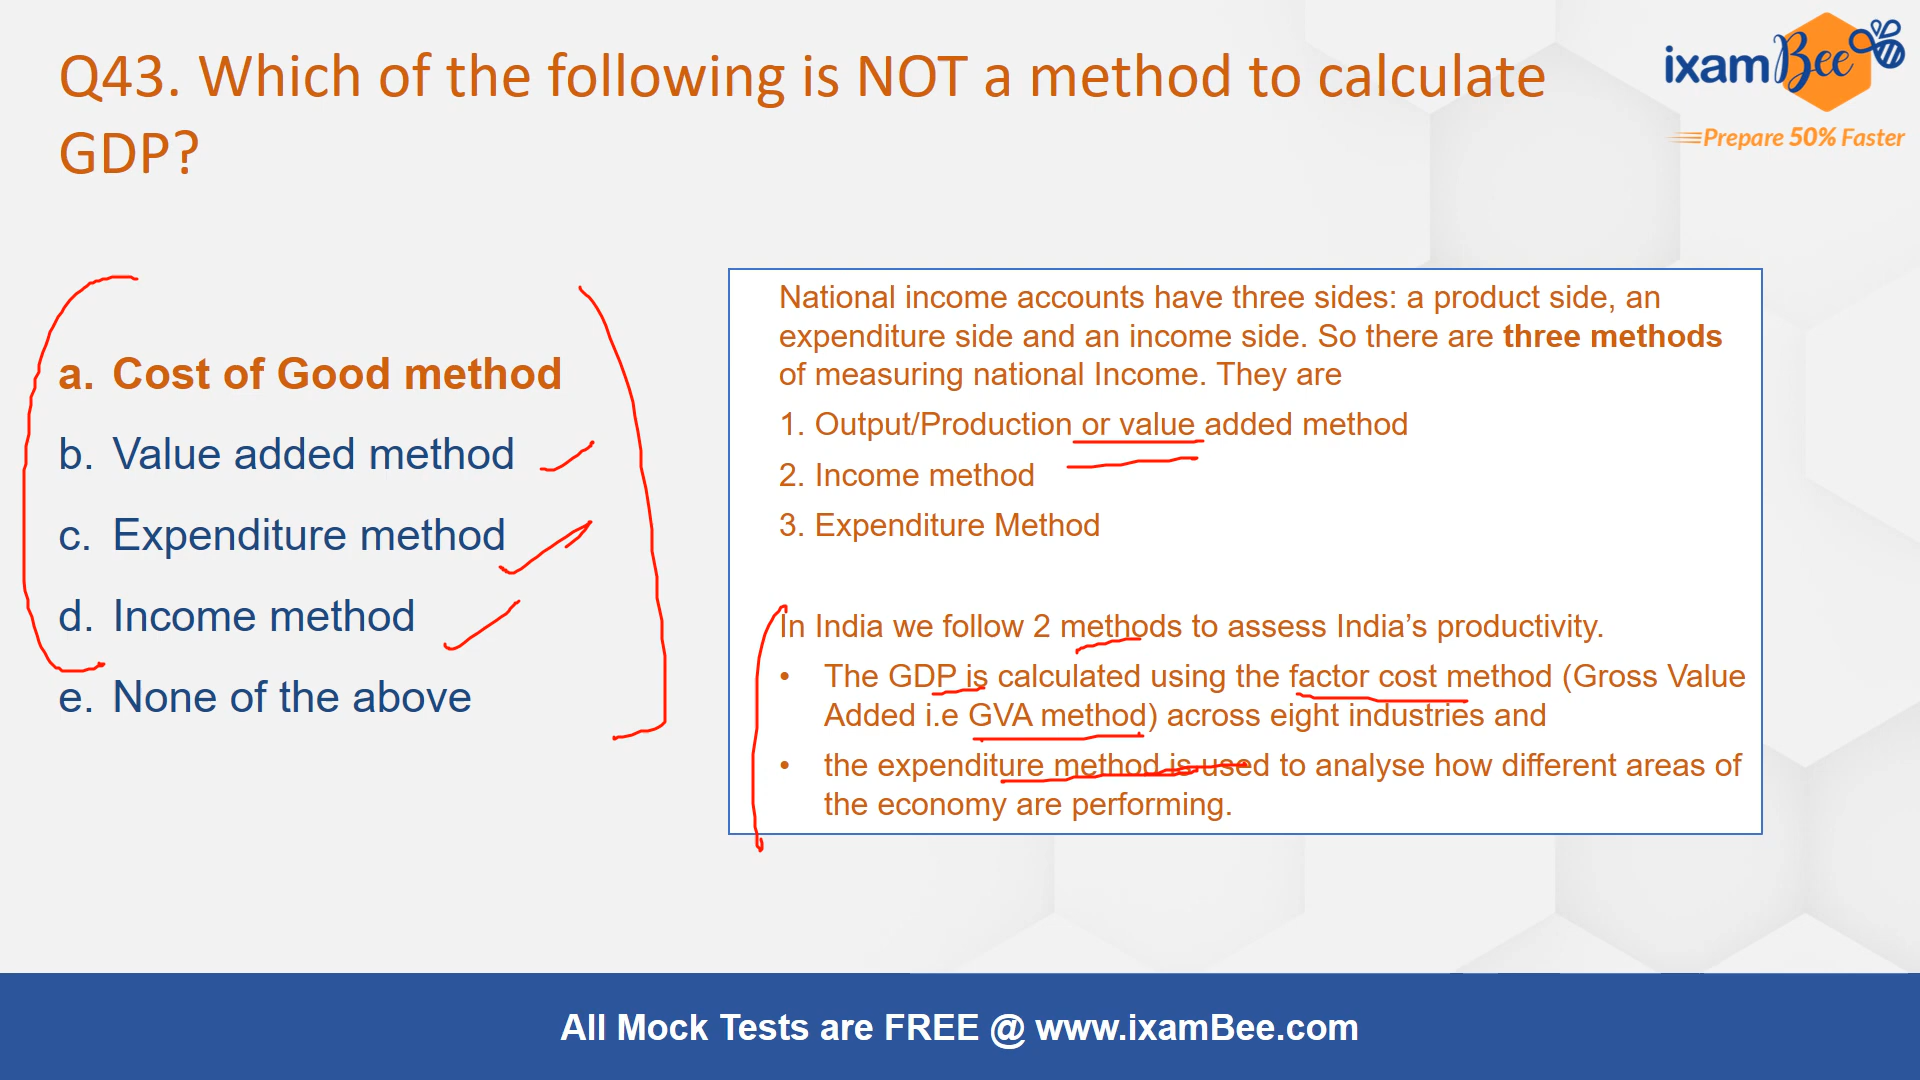 Q43. Which of the following is NOT a method to calculate
GDP?
ixamBee
Prepare 50% Faster
a. Cost of Good method
b. Value added method
c. Expenditure method
d. Income method
e. None of the above
National income accounts have three sides: a product side, an
expenditure side and an income side. So there are three methods
of measuring national Income. They are
1. Output/Production or value added method
2. Income method
3. Expenditure Method
In India we follow 2 methods to assess India’s productivity.
• The GDP is calculated using the factor cost method (Gross Value
Added i.e GVA method) across eight industries and
• the expenditure method is used to analyse how different areas of
the economy are performing.
All Mock Tests are FREE @ www.ixamBee.com